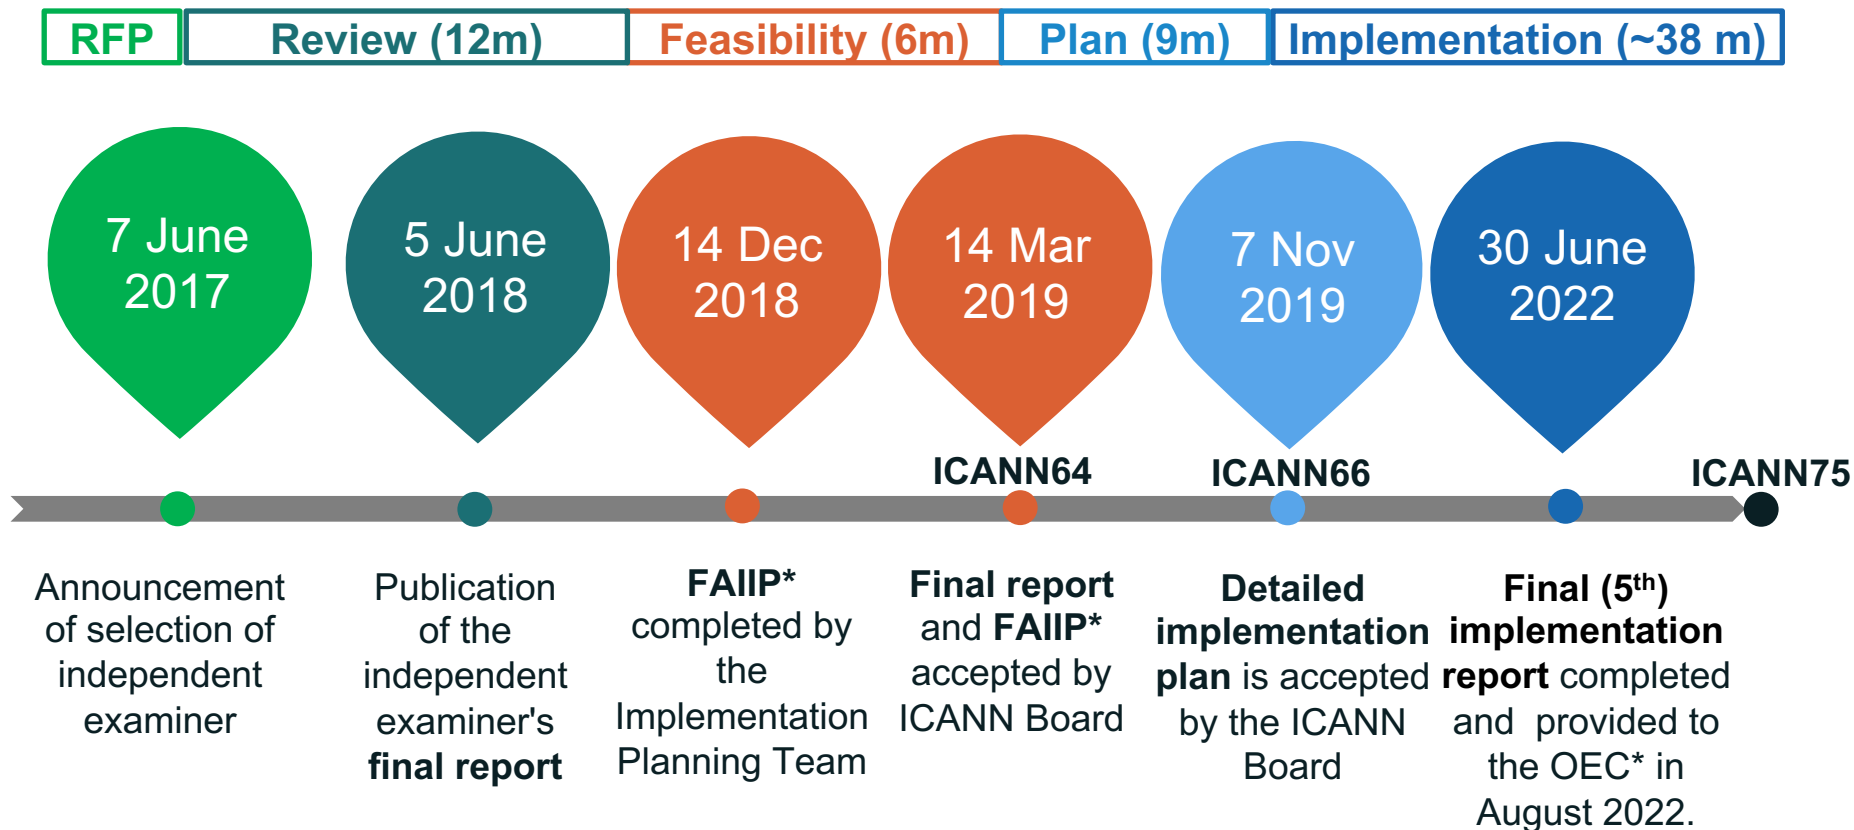 RFP
Review (12m)
Feasibility (6m)
Plan (9m)
Implementation (~38 m)
7 June
2017
5 June
2018
14 Dec
2018
14 Mar
2019
7 Nov
2019
30 June
2022
ICANN64
ICANN66
ICANN75
Announcement
of selection of
independent
examiner
Publication
of the
independent
examiner's
final report
FAIIP*
completed by
the
Implementation
Planning Team
Final report
and FAIIP*
accepted by
ICANN Board
Detailed
implementation
plan is accepted
by the ICANN
Board
Final (5th)
implementation
report completed
and provided to
the OEC* in
August 2022.